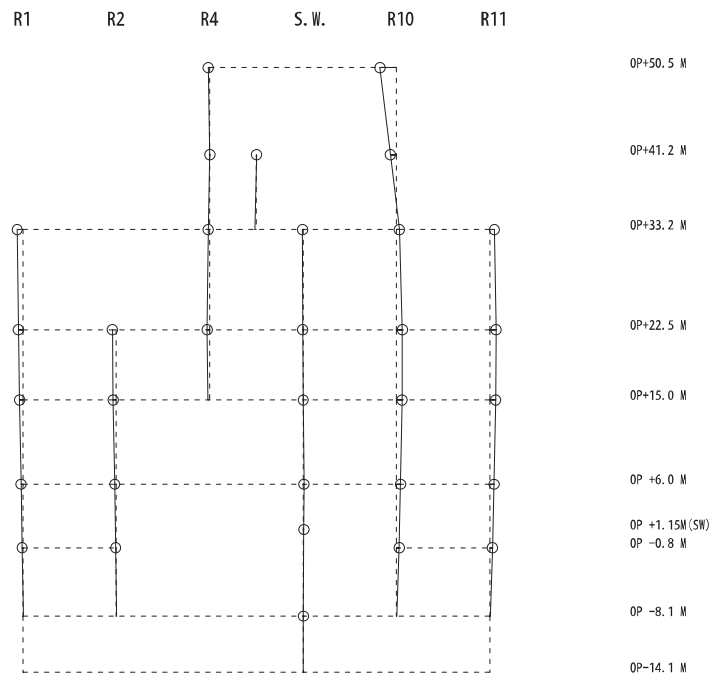 R1 R2 R4 S.W. R10 R11
OP+50.5 M
OP+41.2 M
OP+33.2 M
OP+22.5 M
OP+15.0 M
OP +6.0 M
OP +1.15M(SW)
OP -0.8 M
OP -8.1 M
OP-14.1 M